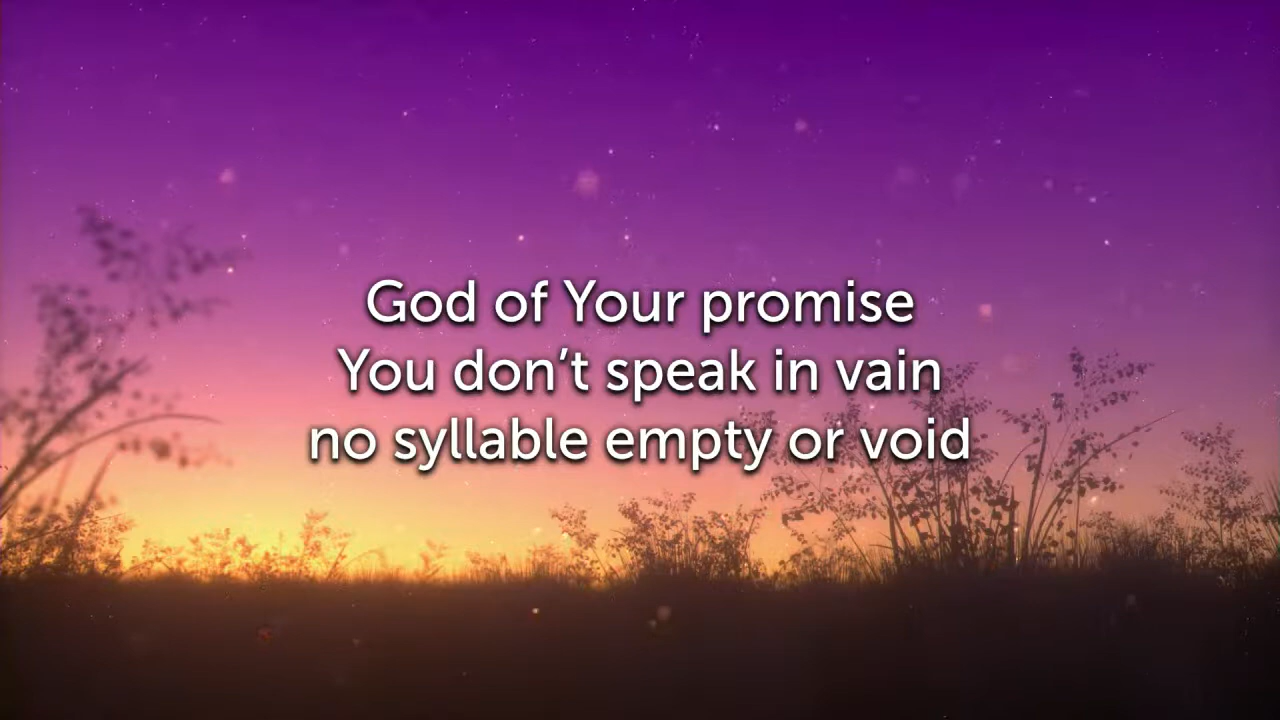 God of Your promise
You don’t speak in vain
no syllable empty or void